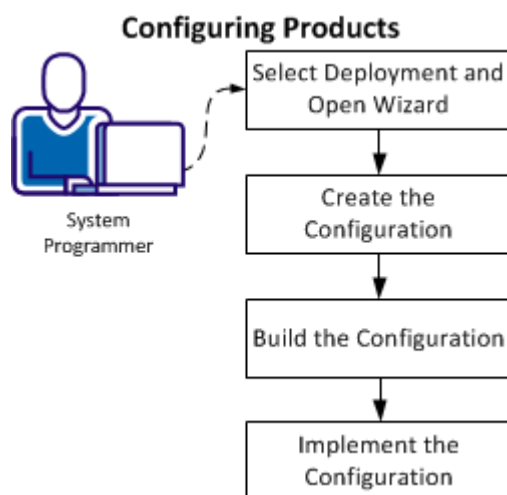 Configuring Products
Select Deployment and
Open Wizard
System
Programmer
Create the
Configuration
Build the Configuration
Implement the
Configuration